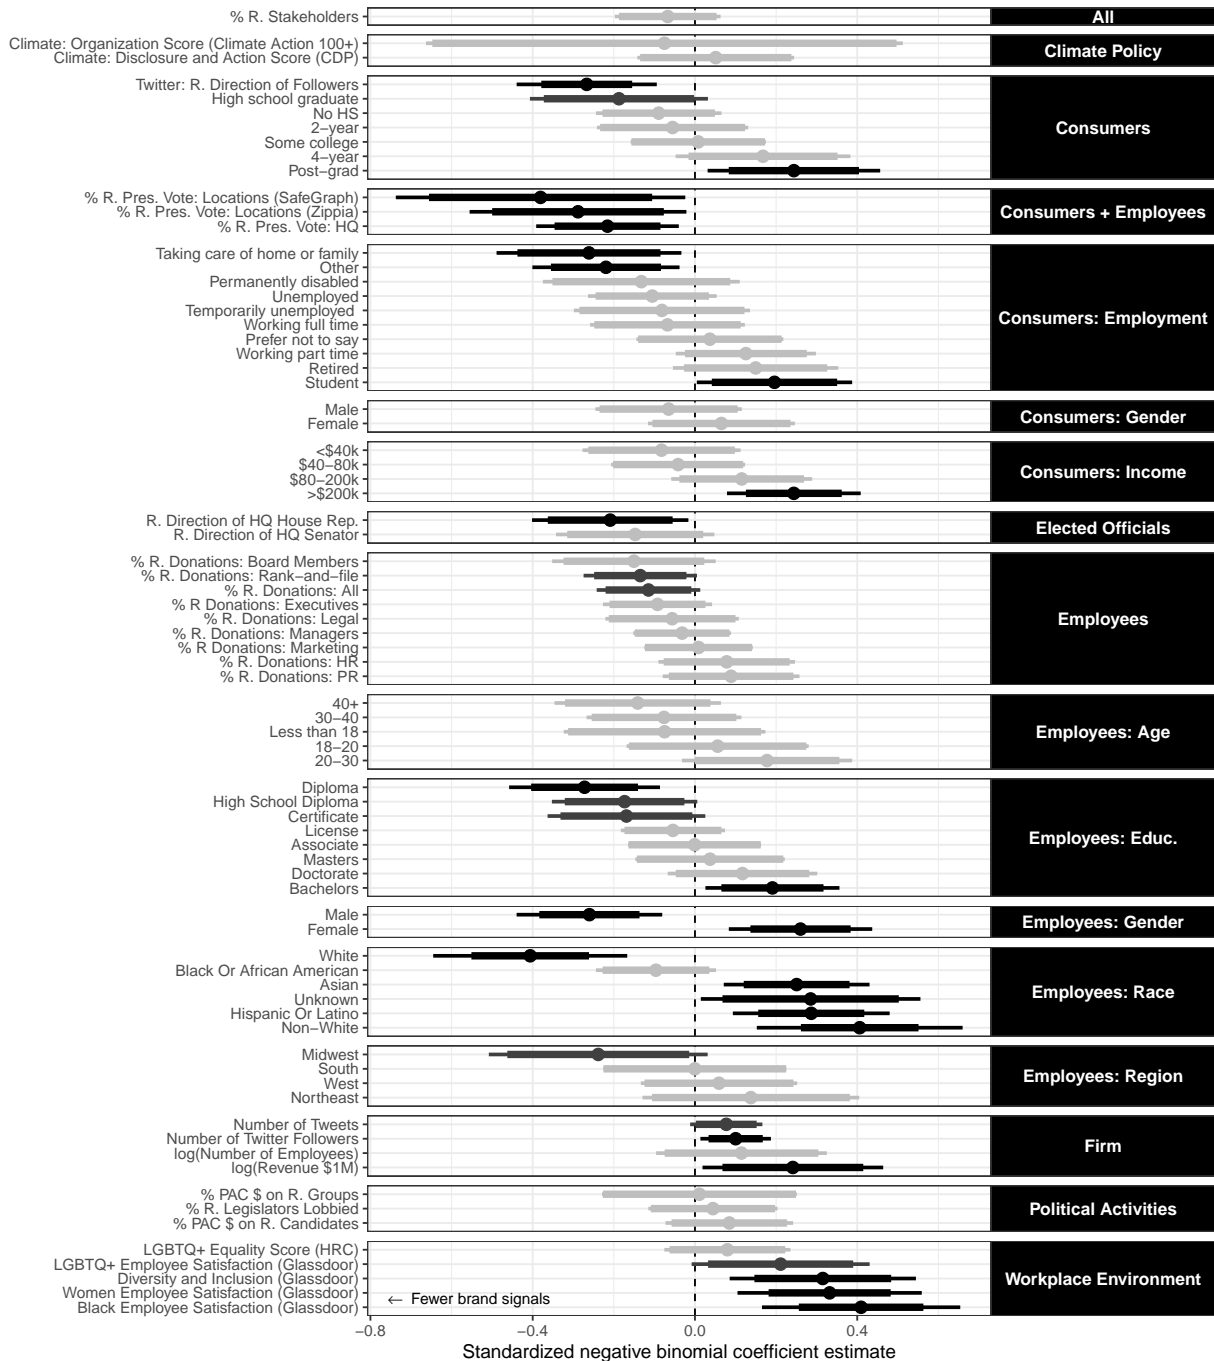 % R. Stakeholders
All
Climate: Organization Score (Climate Action 100+)
Climate: Disclosure and Action Score (CDP)
Climate Policy
Twitter: R. Direction of Followers
High school graduate
No HS
2−year
Some college
4−year
Post−grad
Consumers
% R. Pres. Vote: Locations (SafeGraph)
% R. Pres. Vote: Locations (Zippia)
% R. Pres. Vote: HQ
Consumers + Employees
Taking care of home or family
Other
Permanently disabled
Unemployed
Temporarily unemployed
Working full time
Prefer not to say
Working part time
Retired
Student
Consumers: Employment
Male
Female
Consumers: Gender
<$40k
$40−80k
$80−200k
>$200k
Consumers: Income
R. Direction of HQ House Rep.
R. Direction of HQ Senator
Elected Officials
% R. Donations: Board Members
% R. Donations: Rank−and−file
% R. Donations: All
% R Donations: Executives
% R. Donations: Legal
% R. Donations: Managers
% R Donations: Marketing
% R. Donations: HR
% R. Donations: PR
Employees
40+
30−40
Less than 18
18−20
20−30
Employees: Age
Diploma
High School Diploma
Certificate
License
Associate
Masters
Doctorate
Bachelors
Employees: Educ.
Male
Female
Employees: Gender
White
Black Or African American
Asian
Unknown
Hispanic Or Latino
Non−White
Employees: Race
Midwest
South
West
Northeast
Employees: Region
Number of Tweets
Number of Twitter Followers
log(Number of Employees)
log(Revenue $1M)
Firm
% PAC $ on R. Groups
% R. Legislators Lobbied
% PAC $ on R. Candidates
Political Activities
LGBTQ+ Equality Score (HRC)
LGBTQ+ Employee Satisfaction (Glassdoor)
Diversity and Inclusion (Glassdoor)
Women Employee Satisfaction (Glassdoor)
Black Employee Satisfaction (Glassdoor)
Workplace Environment
← Fewer brand signals
−0.8 −0.4 0.0 0.4
Standardized negative binomial coefficient estimate